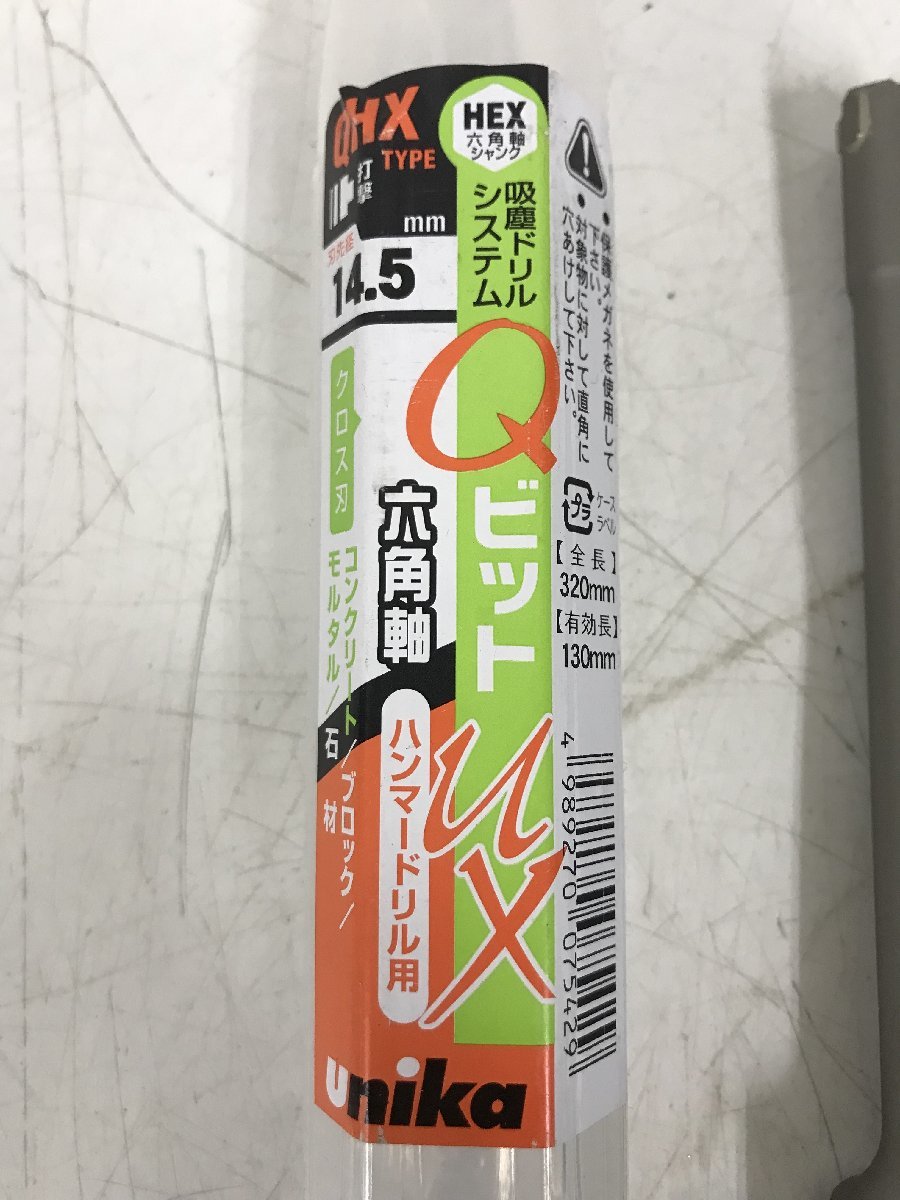 QHX
TYPE
打撃
mm
刃先径
14.5
クロス刃
コンクリート／ブロック／
モルタル／石材
六角軸
ハンマードリル用
HEX
六角軸
シャンク
吸塵ドリル
システム
QビットUX
unika
・保護メガネを使用して
下さい。
・対象物に対して直角に
穴あけして下さい。
プラ
ケース
ラベル
【全長】
320mm
【有効長】
130mm
4 989270 075429